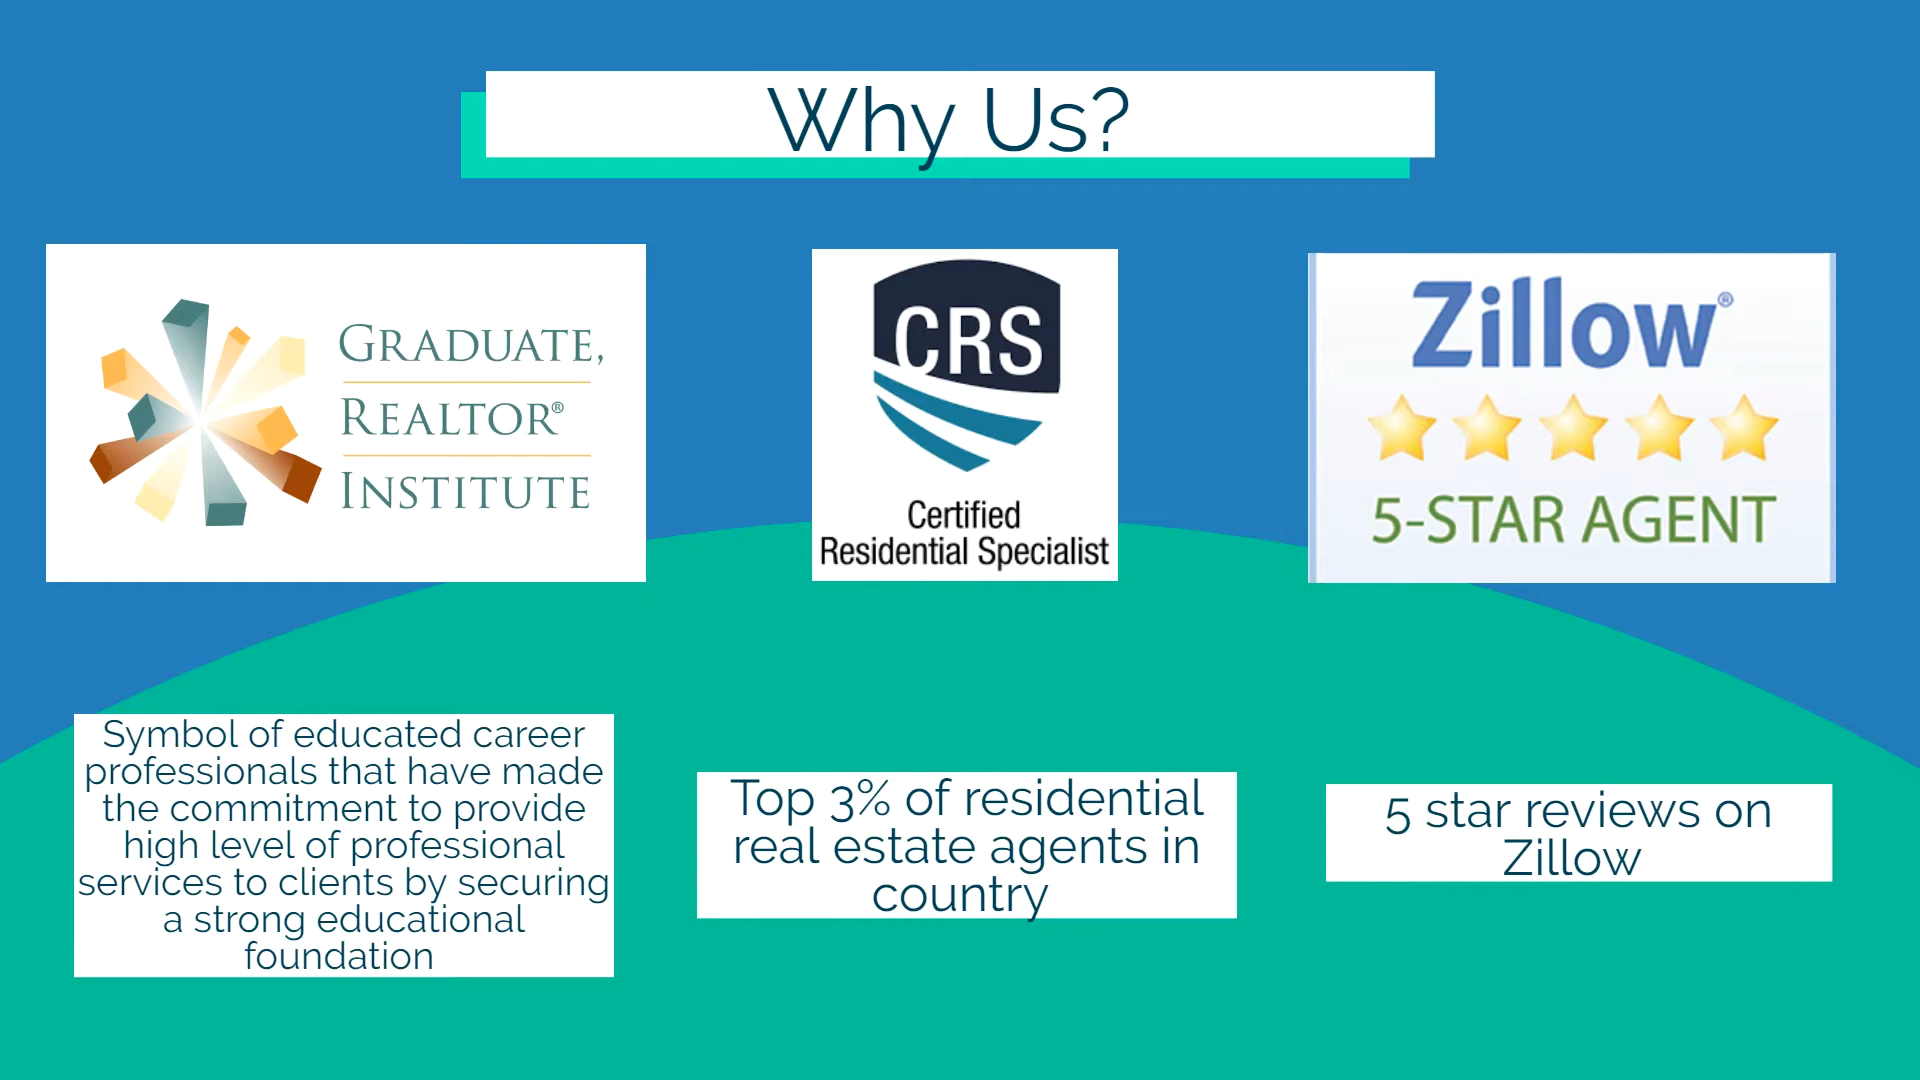 Why Us?
GRADUATE,
REALTOR®
INSTITUTE
CRS
Certified
Residential Specialist
Zillow®
5-STAR AGENT
Symbol of educated career
professionals that have made
the commitment to provide
high level of professional
services to clients by securing
a strong educational
foundation
Top 3% of residential
real estate agents in
country
5 star reviews on
Zillow